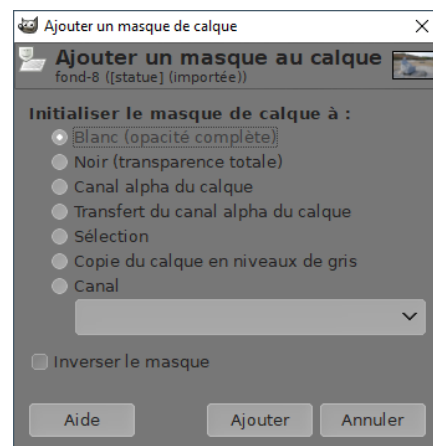 Ajouter un masque de calque
Ajouter un masque au calque
fond-8 ([statue] (importée))
Initialiser le masque de calque à :
Blanc (opacité complète)
Noir (transparence totale)
Canal alpha du calque
Transfert du canal alpha du calque
Sélection
Copie du calque en niveaux de gris
Canal
Inverser le masque
Aide Ajouter Annuler